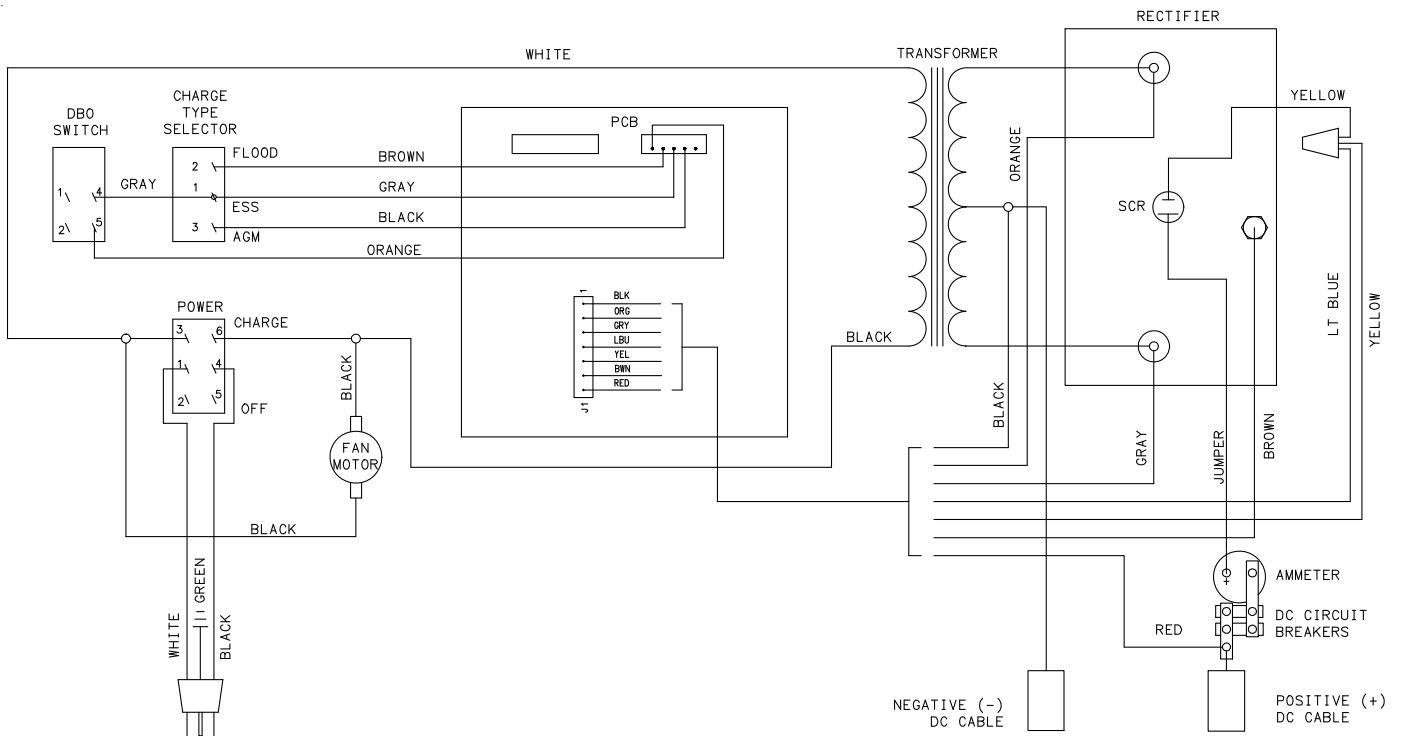 RECTIFIER
WHITE
TRANSFORMER
DBO
SWITCH
CHARGE
TYPE
SELECTOR
PCB
YELLOW
FLOOD
2
BROWN
ORANGE
1
4
GRAY
1
GRAY
ESS
SCR
2
5
3
BLACK
AGM
ORANGE
POWER
CHARGE
3
6
1
4
2
5
OFF
BLACK
FAN
MOTOR
BLACK
1
BLK
ORG
GRY
LBU
YEL
BWN
RED
J1
BLACK
BLACK
GRAY
JUMPER
BROWN
LT BLUE
YELLOW
WHITE
GREEN
BLACK
+
AMMETER
DC CIRCUIT
BREAKERS
RED
NEGATIVE (-)
DC CABLE
POSITIVE (+)
DC CABLE